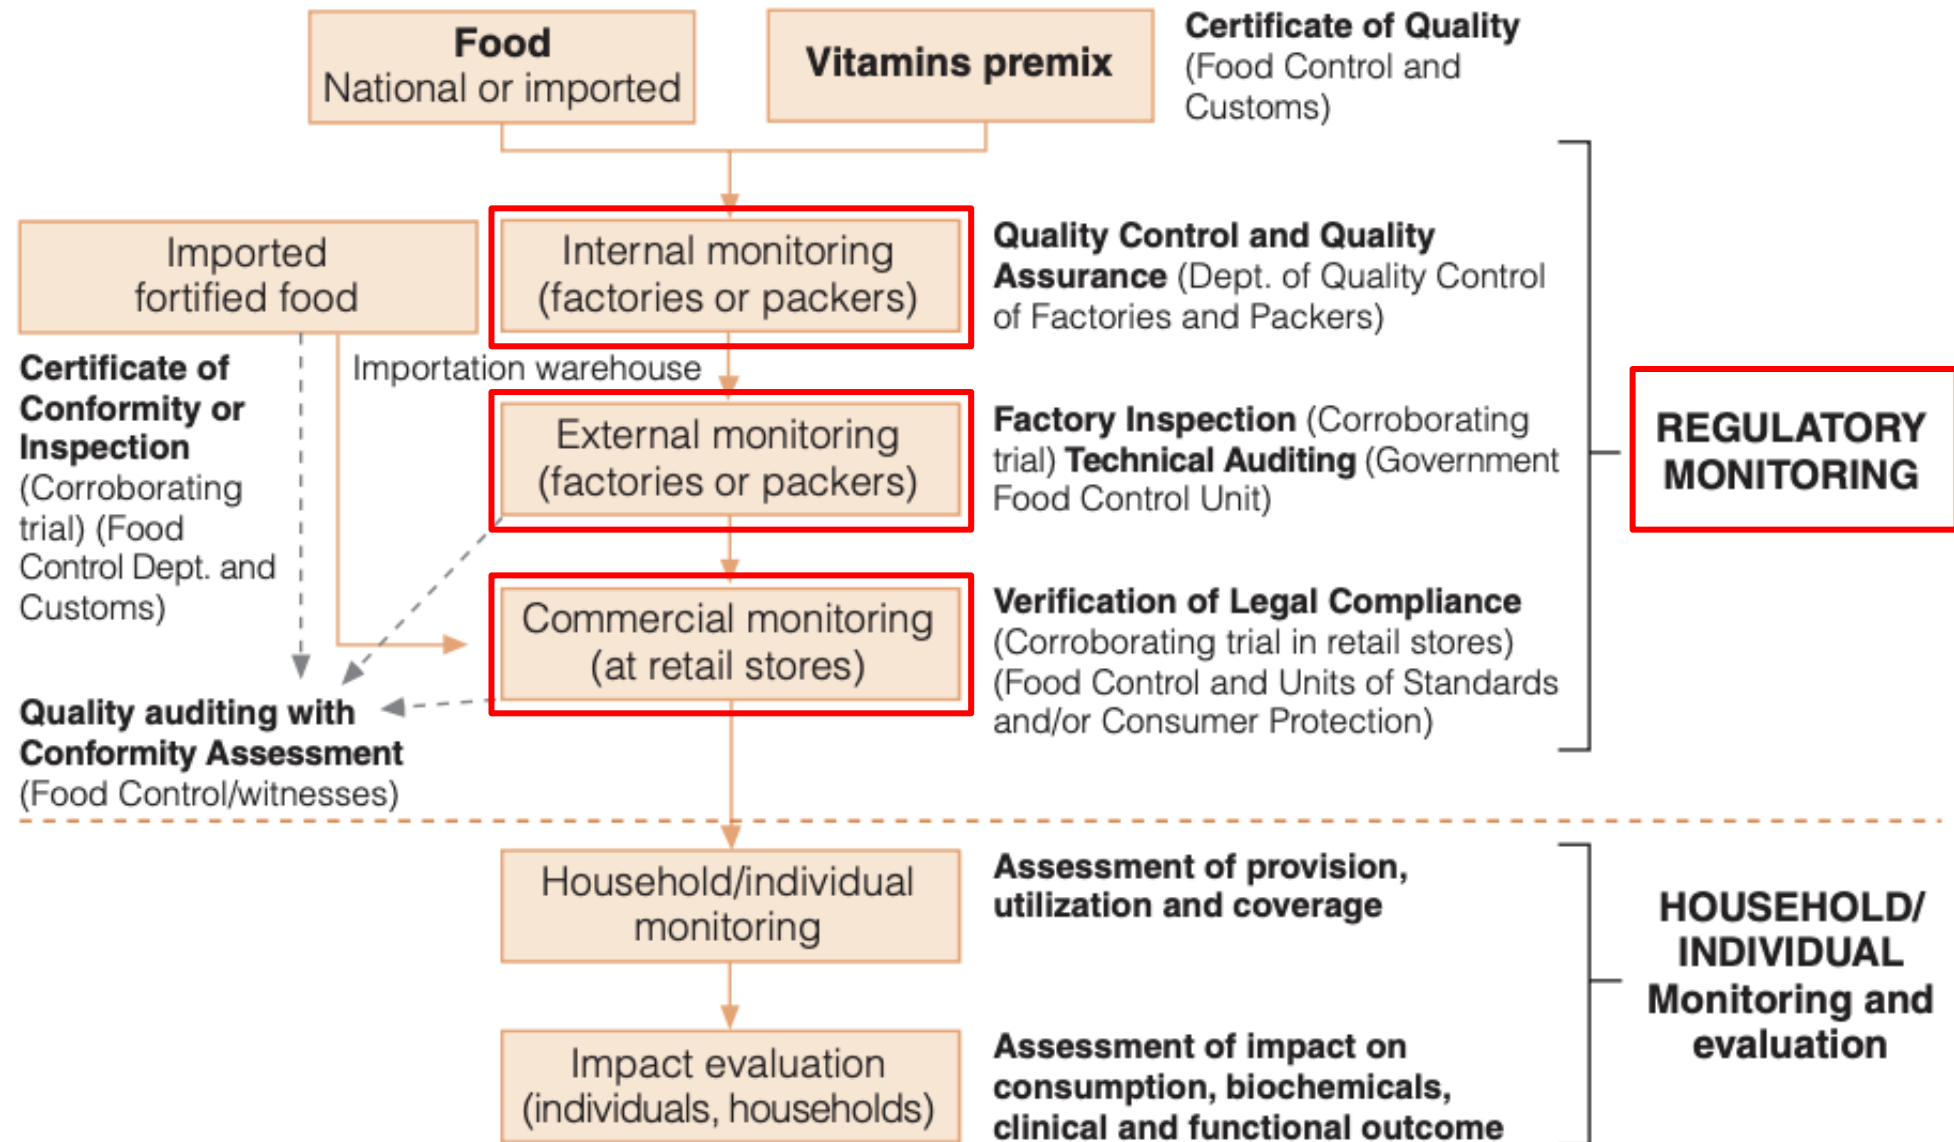 Food
National or imported
Vitamins premix
Certificate of Quality
(Food Control and
Customs)
Imported
fortified food
Internal monitoring
(factories or packers)
Quality Control and Quality
Assurance (Dept. of Quality Control
of Factories and Packers)
Certificate of
Conformity or
Inspection
(Corroborating
trial) (Food
Control Dept. and
Customs)
Importation warehouse
External monitoring
(factories or packers)
Factory Inspection (Corroborating
trial) Technical Auditing (Government
Food Control Unit)
REGULATORY
MONITORING
Commercial monitoring
(at retail stores)
Verification of Legal Compliance
(Corroborating trial in retail stores)
(Food Control and Units of Standards
and/or Consumer Protection)
Quality auditing with
Conformity Assessment
(Food Control/witnesses)
Household/individual
monitoring
Assessment of provision,
utilization and coverage
HOUSEHOLD/
INDIVIDUAL
Monitoring and
evaluation
Impact evaluation
(individuals, households)
Assessment of impact on
consumption, biochemicals,
clinical and functional outcome